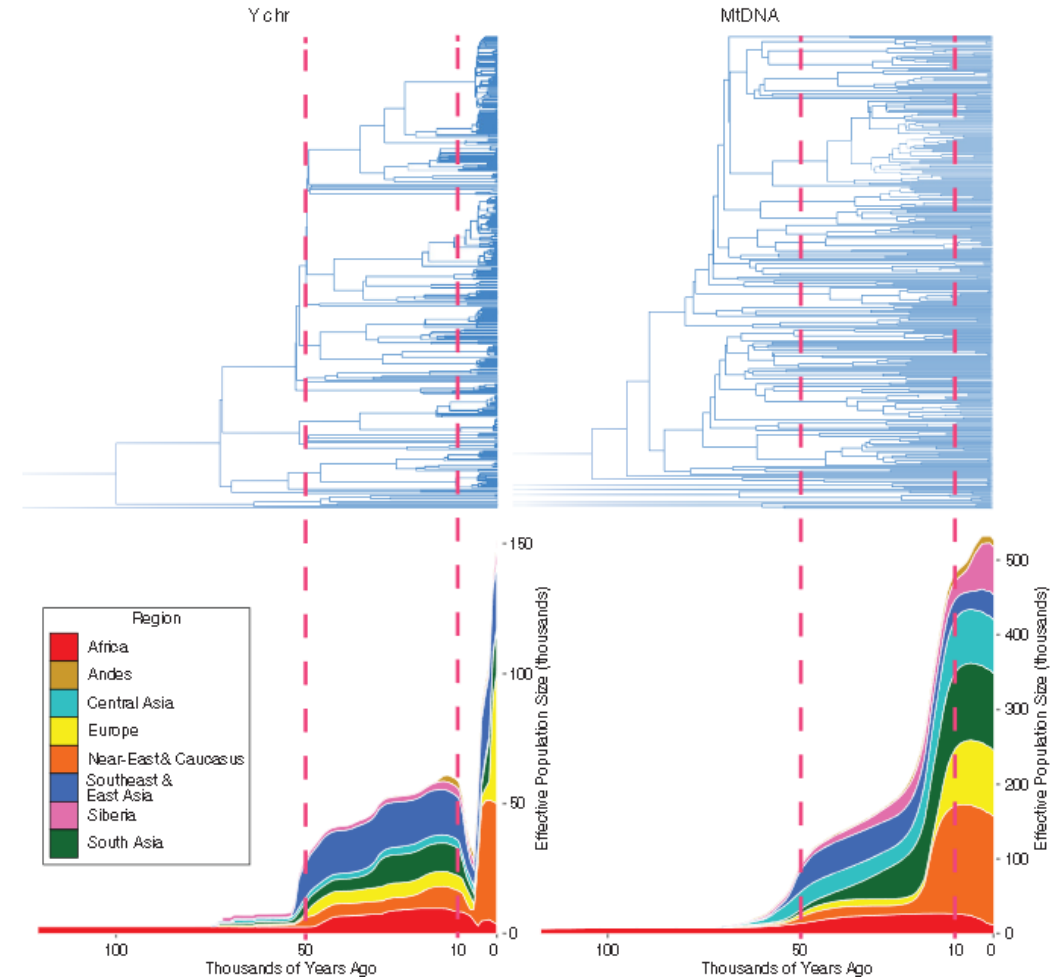 Y chr
MtDNA
150
100
50
0
Effective Population Size (thousands)
500
400
300
200
100
0
Effective Population Size (thousands)
Region
Africa
Andes
Central Asia
Europe
Near-East & Caucasus
Southeast &
East Asia
Siberia
South Asia
100
50
10
0
Thousands of Years Ago
100
50
10
0
Thousands of Years Ago